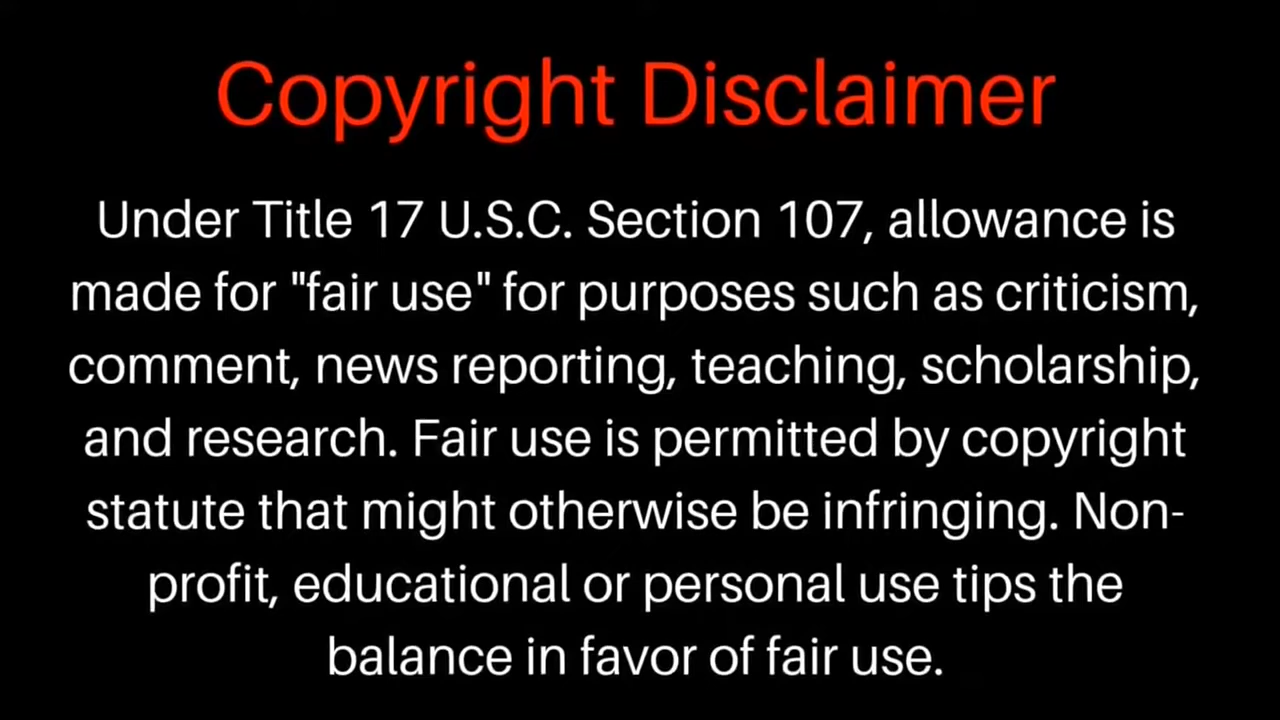 Copyright Disclaimer
Under Title 17 U.S.C. Section 107, allowance is
made for "fair use" for purposes such as criticism,
comment, news reporting, teaching, scholarship,
and research. Fair use is permitted by copyright
statute that might otherwise be infringing. Non-
profit, educational or personal use tips the
balance in favor of fair use.